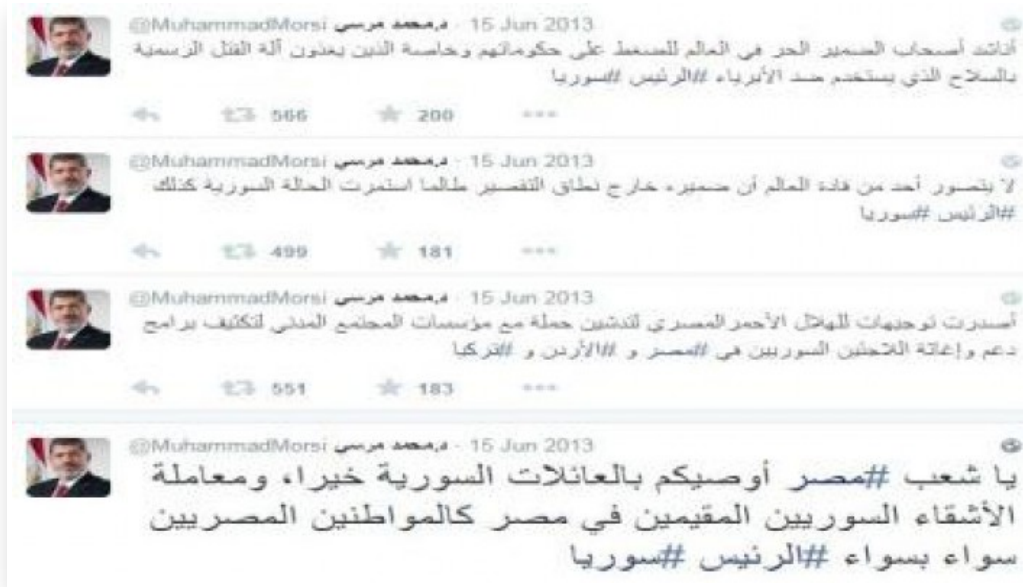 @MuhammadMorsi د.محمد مرسي · 15 Jun 2013
أناشد أصحاب الضمير الحر في العالم للضغط على حكوماتهم وخاصة الذين يعدون آلة القتل الرسمية
بالسلاح الذي يستخدم ضد الأبرياء #الرئيس #سوريا
566 200
@MuhammadMorsi د.محمد مرسي · 15 Jun 2013
لا يتصور أحد من قادة العالم أن ضميره خارج نطاق التقصير طالما استمرت الحالة السورية كذلك
#الرئيس #سوريا
499 181
@MuhammadMorsi د.محمد مرسي · 15 Jun 2013
أصدرت توجيهات للهلال الأحمر المصري لتدشين حملة مع مؤسسات المجتمع المدني لتكثيف برامج
دعم وإغاثة اللاجئين السوريين في #مصر و #الأردن و #تركيا
551 183
@MuhammadMorsi د.محمد مرسي · 15 Jun 2013
يا شعب #مصر أوصيكم بالعائلات السورية خيرا، ومعاملة
الأشقاء السوريين المقيمين في مصر كالمواطنين المصريين
سواء بسواء #الرئيس #سوريا